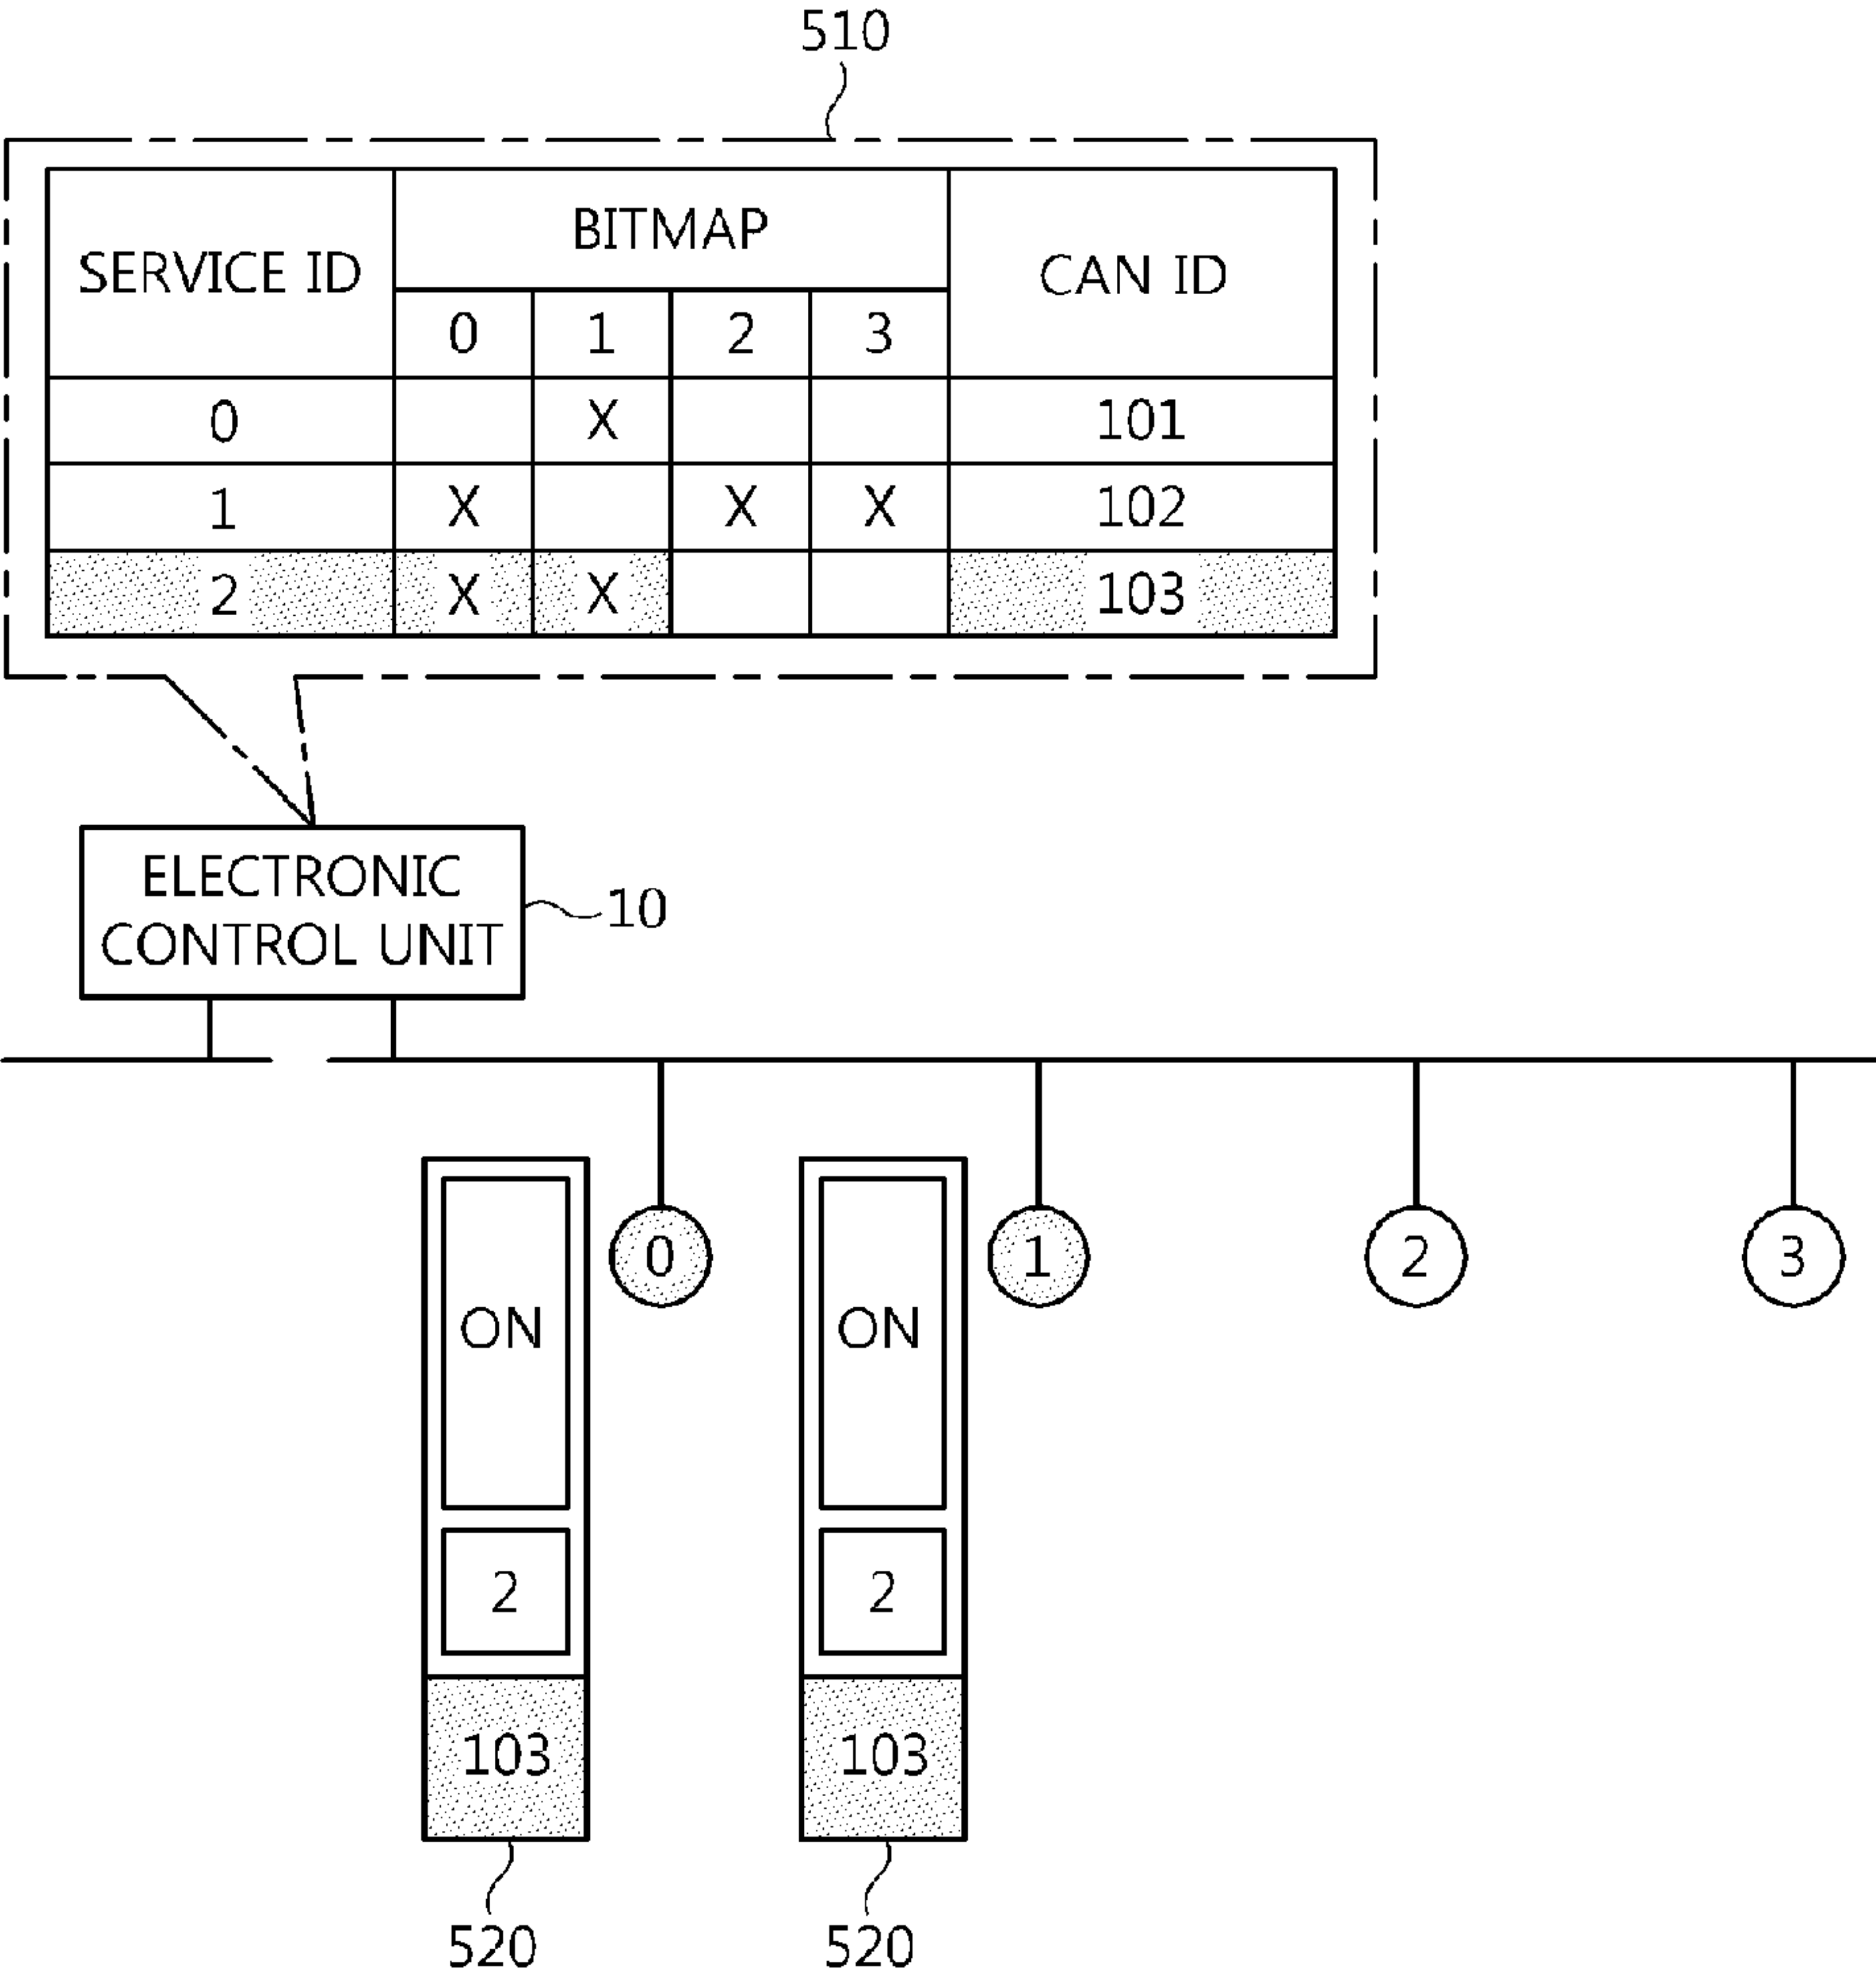 510
SERVICE ID BITMAP CAN ID
0 1 2 3
0 X 101
1 X X X 102
2 X X 103
ELECTRONIC
CONTROL UNIT
10
0 1 2 3
ON ON
2 2
103 103
520 520